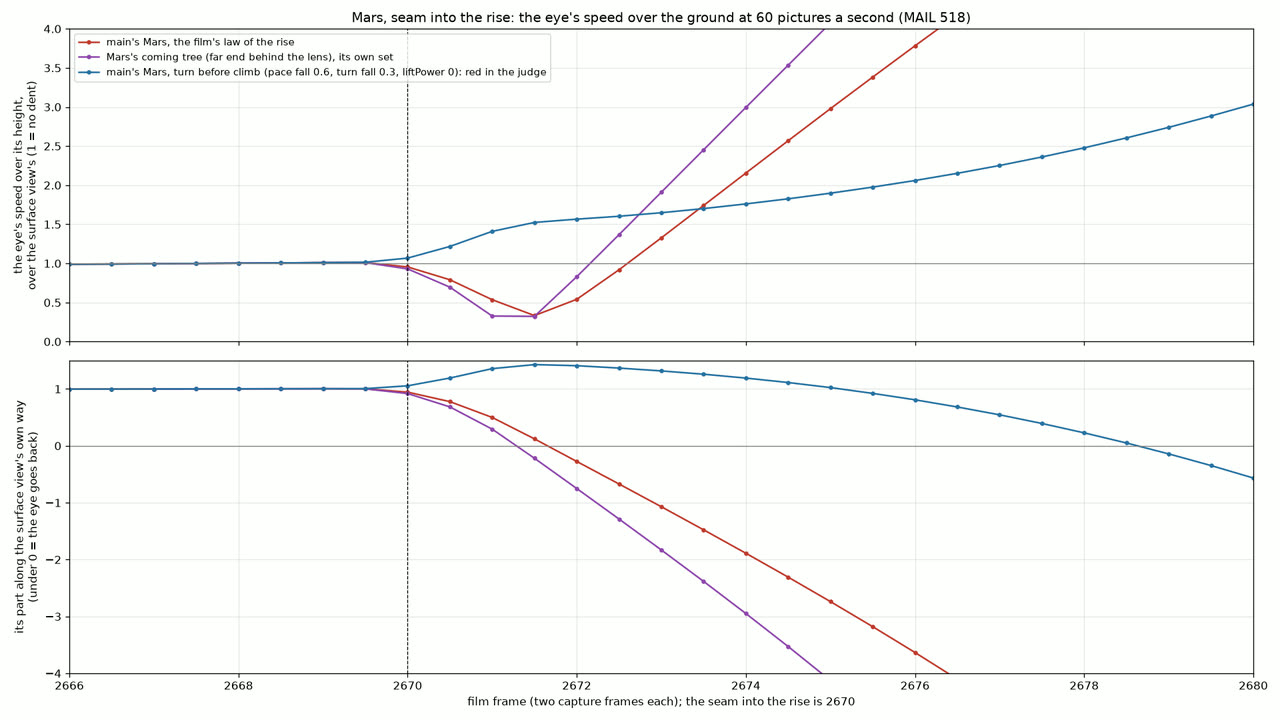 Mars, seam into the rise: the eye's speed over the ground at 60 pictures a second (MAIL 518)
main's Mars, the film's law of the rise
Mars's coming tree (far end behind the lens), its own set
main's Mars, turn before climb (pace fall 0.6, turn fall 0.3, liftPower 0): red in the judge
the eye's speed over its height,
over the surface view's (1 = no dent)
4.0
3.5
3.0
2.5
2.0
1.5
1.0
0.5
0.0
its part along the surface view's own way
(under 0 = the eye goes back)
1
0
−1
−2
−3
−4
2666 2668 2670 2672 2674 2676 2678 2680
film frame (two capture frames each); the seam into the rise is 2670